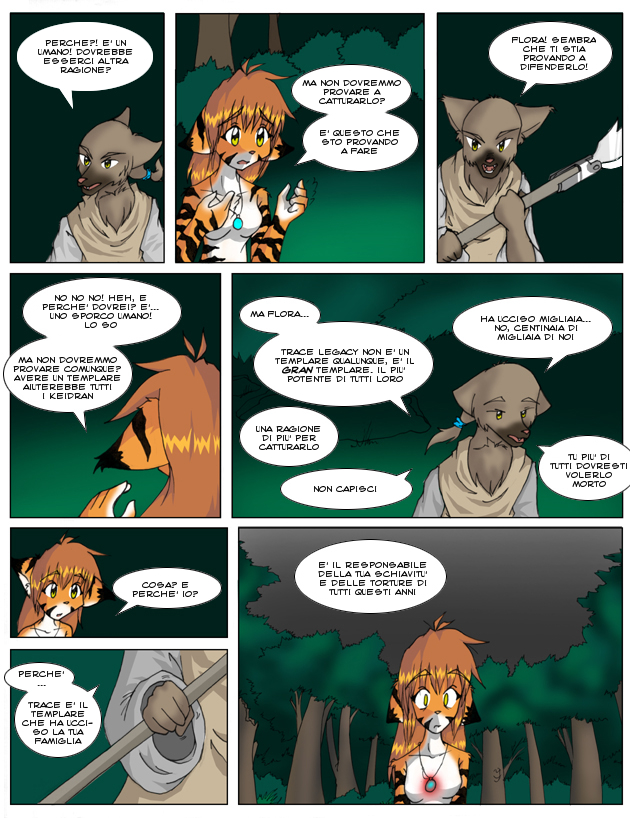 PERCHE'?! E' UN
UMANO! DOVREBBE
ESSERCI ALTRA
RAGIONE?
MA NON DOVREMMO
PROVARE A
CATTURARLO?
E' QUESTO CHE
STO PROVANDO
A FARE
FLORA! SEMBRA
CHE TI STIA
PROVANDO A
DIFENDERLO!
NO NO NO! HEH, E
PERCHE' DOVREI? E'...
UNO SPORCO UMANO!
LO SO
MA NON DOVREMMO
PROVARE COMUNQUE?
AVERE UN TEMPLARE
AIUTEREBBE TUTTI
I KEIDRAN
MA FLORA...
TRACE LEGACY NON E' UN
TEMPLARE QUALUNQUE, E' IL
GRAN TEMPLARE. IL PIU'
POTENTE DI TUTTI LORO
HA UCCISO MIGLIAIA...
NO, CENTINAIA DI
MIGLIAIA DI NOI
UNA RAGIONE
DI PIU' PER
CATTURARLO
NON CAPISCI
TU PIU' DI
TUTTI DOVRESTI
VOLERLO
MORTO
COSA? E
PERCHE' IO?
PERCHE'
...
TRACE E' IL
TEMPLARE
CHE HA UCCI-
SO LA TUA
FAMIGLIA
E' IL RESPONSABILE
DELLA TUA SCHIAVITU'
E DELLE TORTURE DI
TUTTI QUESTI ANNI